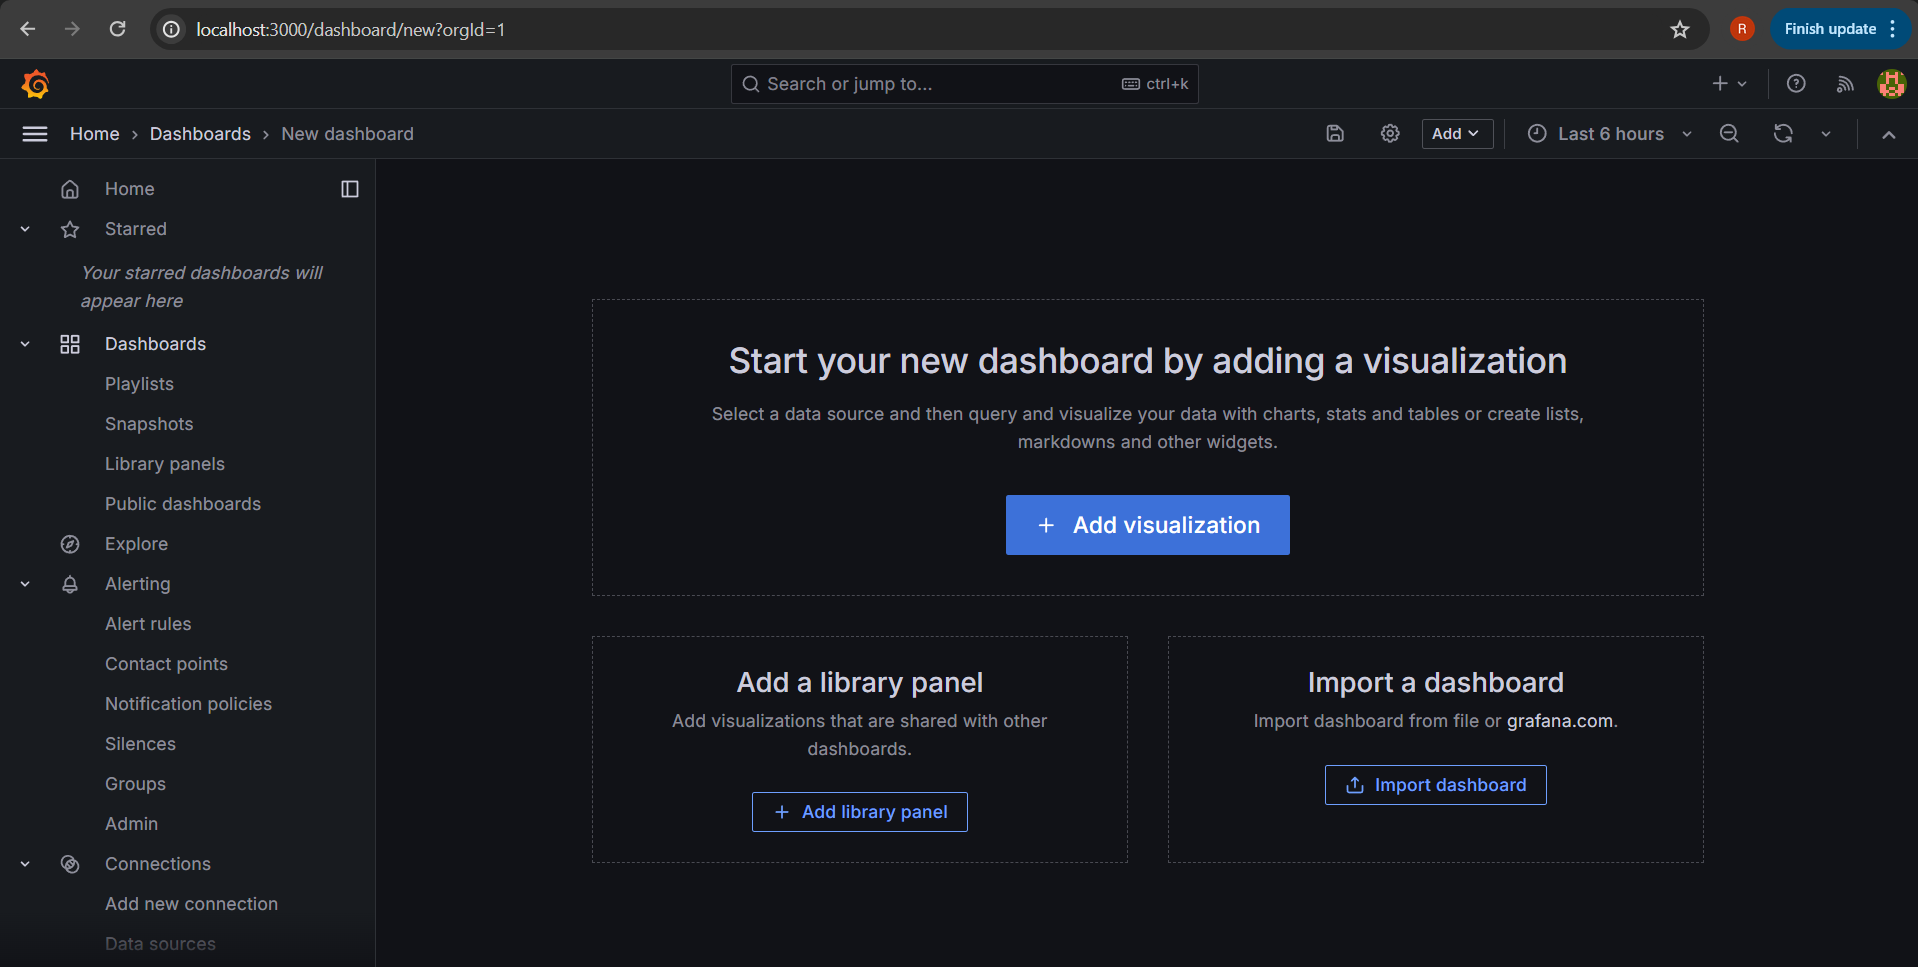 localhost:3000/dashboard/new?orgId=1
R
Finish update
Search or jump to...
ctrl+k
Home › Dashboards › New dashboard
Add
Last 6 hours
Home
Starred
Your starred dashboards will
appear here
Dashboards
Playlists
Snapshots
Library panels
Public dashboards
Explore
Alerting
Alert rules
Contact points
Notification policies
Silences
Groups
Admin
Connections
Add new connection
Data sources
Start your new dashboard by adding a visualization
Select a data source and then query and visualize your data with charts, stats and tables or create lists,
markdowns and other widgets.
+ Add visualization
Add a library panel
Add visualizations that are shared with other
dashboards.
+ Add library panel
Import a dashboard
Import dashboard from file or grafana.com.
Import dashboard